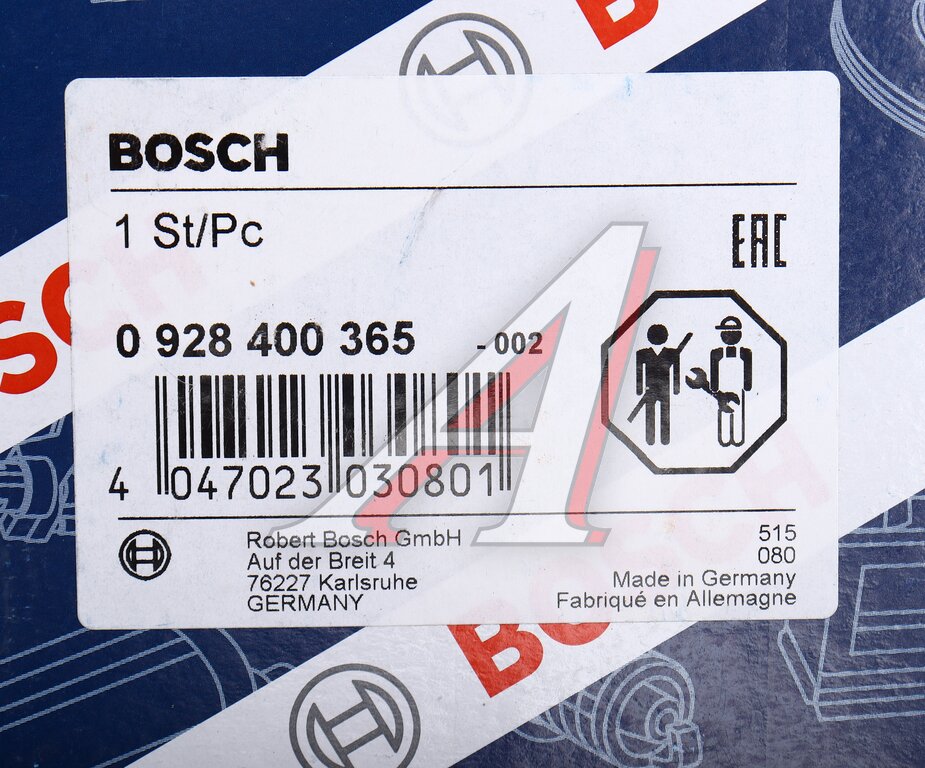 BOSCH
1 St/Pc
EAC
0 928 400 365 - 002
4 047023 030801
Robert Bosch GmbH
Auf der Breit 4
76227 Karlsruhe
GERMANY
515
080
Made in Germany
Fabriqué en Allemagne